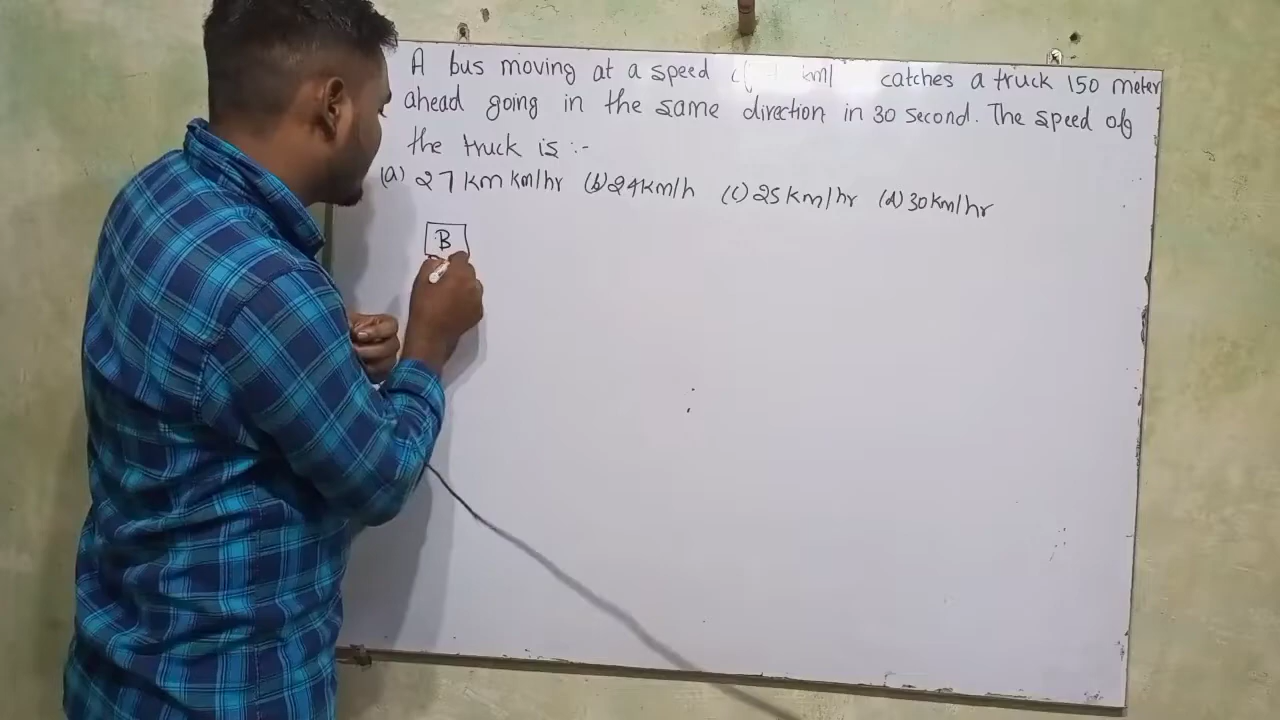 A bus moving at a speed km/ catches a truck 150 meter
ahead going in the same direction in 30 second. The speed of
the truck is :-
(a) 27 km km/hr (b) 24km/h (c) 25 km/hr (d) 30 km/hr
B